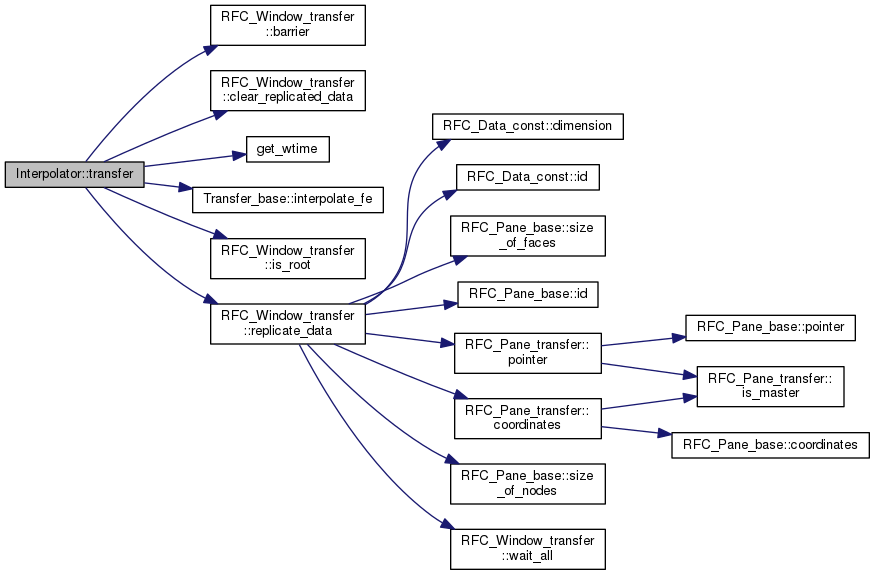 Interpolator::transfer
RFC_Window_transfer
::barrier
RFC_Window_transfer
::clear_replicated_data
get_wtime
Transfer_base::interpolate_fe
RFC_Window_transfer
::is_root
RFC_Window_transfer
::replicate_data
RFC_Data_const::dimension
RFC_Data_const::id
RFC_Pane_base::size
_of_faces
RFC_Pane_base::id
RFC_Pane_transfer::
pointer
RFC_Pane_transfer::
coordinates
RFC_Pane_base::size
_of_nodes
RFC_Window_transfer
::wait_all
RFC_Pane_base::pointer
RFC_Pane_transfer::
is_master
RFC_Pane_base::coordinates